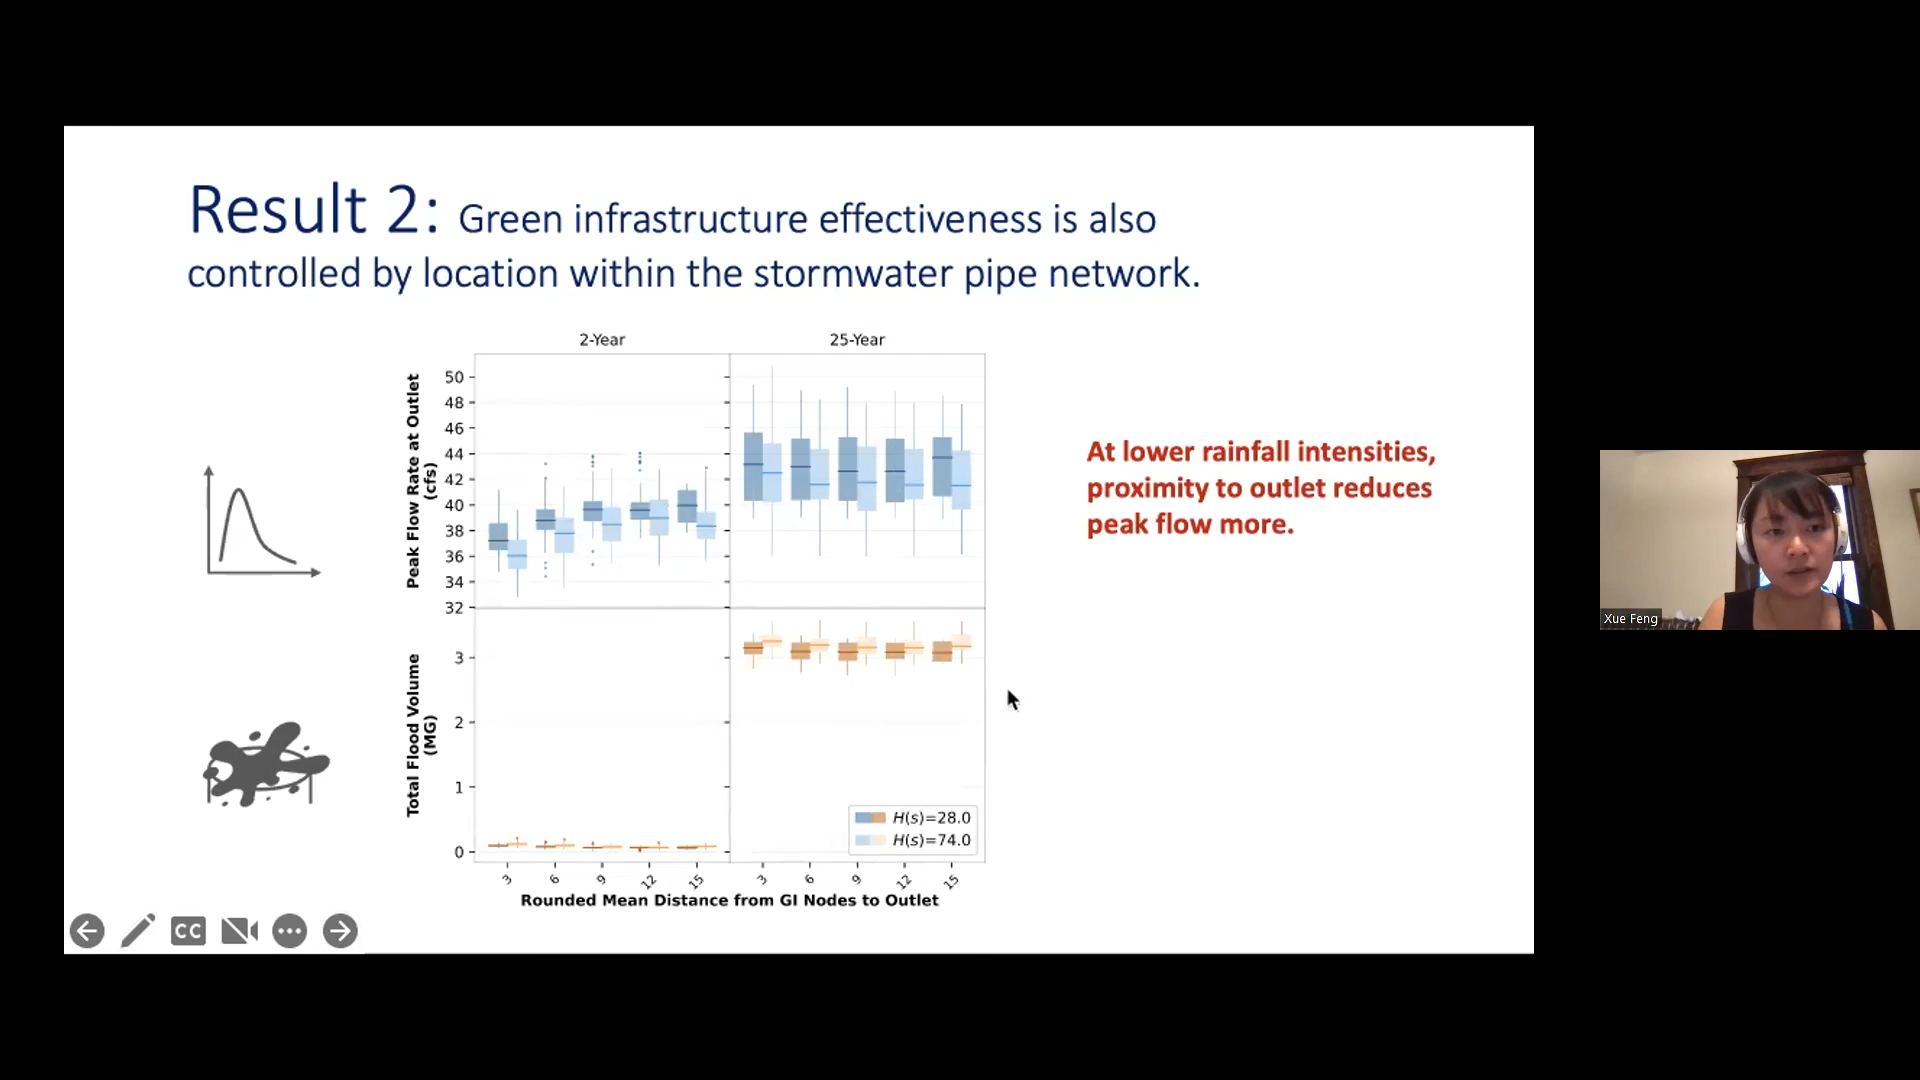 Result 2: Green infrastructure effectiveness is also
controlled by location within the stormwater pipe network.
2-Year
25-Year
Peak Flow Rate at Outlet
(cfs)
50
48
46
44
42
40
38
36
34
32
At lower rainfall intensities,
proximity to outlet reduces
peak flow more.
Total Flood Volume
(MG)
3
2
1
0
H(s)=28.0
H(s)=74.0
3 6 9 12 15
3 6 9 12 15
Rounded Mean Distance from GI Nodes to Outlet
CC
Xue Feng